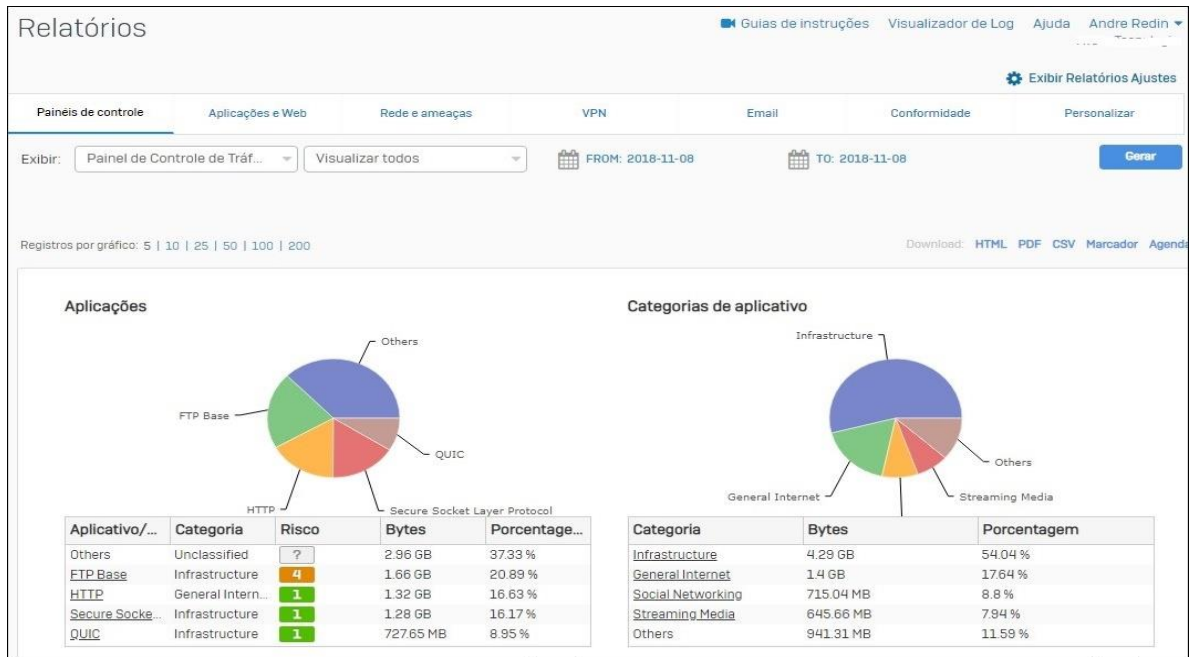 Relatórios
Guias de instruções Visualizador de Log Ajuda Andre Redin
Exibir Relatórios Ajustes
Painéis de controle Aplicações e Web Rede e ameaças VPN Email Conformidade Personalizar
Exibir: Painel de Controle de Tráf... Visualizar todos FROM: 2018-11-08 TO: 2018-11-08 Gerar
Registros por gráfico: 5 | 10 | 25 | 50 | 100 | 200
Download: HTML PDF CSV Marcador Agenda
Aplicações
Others
FTP Base
QUIC
HTTP
Secure Socket Layer Protocol
Aplicativo/... Categoria Risco Bytes Porcentage...
Others Unclassified ? 2.96 GB 37.33 %
FTP Base Infrastructure 4 1.66 GB 20.89 %
HTTP General Intern... 1 1.32 GB 16.63 %
Secure Socke... Infrastructure 1 1.28 GB 16.17 %
QUIC Infrastructure 1 727.65 MB 8.95 %
Categorias de aplicativo
Infrastructure
Others
General Internet
Streaming Media
Categoria Bytes Porcentagem
Infrastructure 4.29 GB 54.04 %
General Internet 1.4 GB 17.64 %
Social Networking 715.04 MB 8.8 %
Streaming Media 645.66 MB 7.94 %
Others 941.31 MB 11.59 %